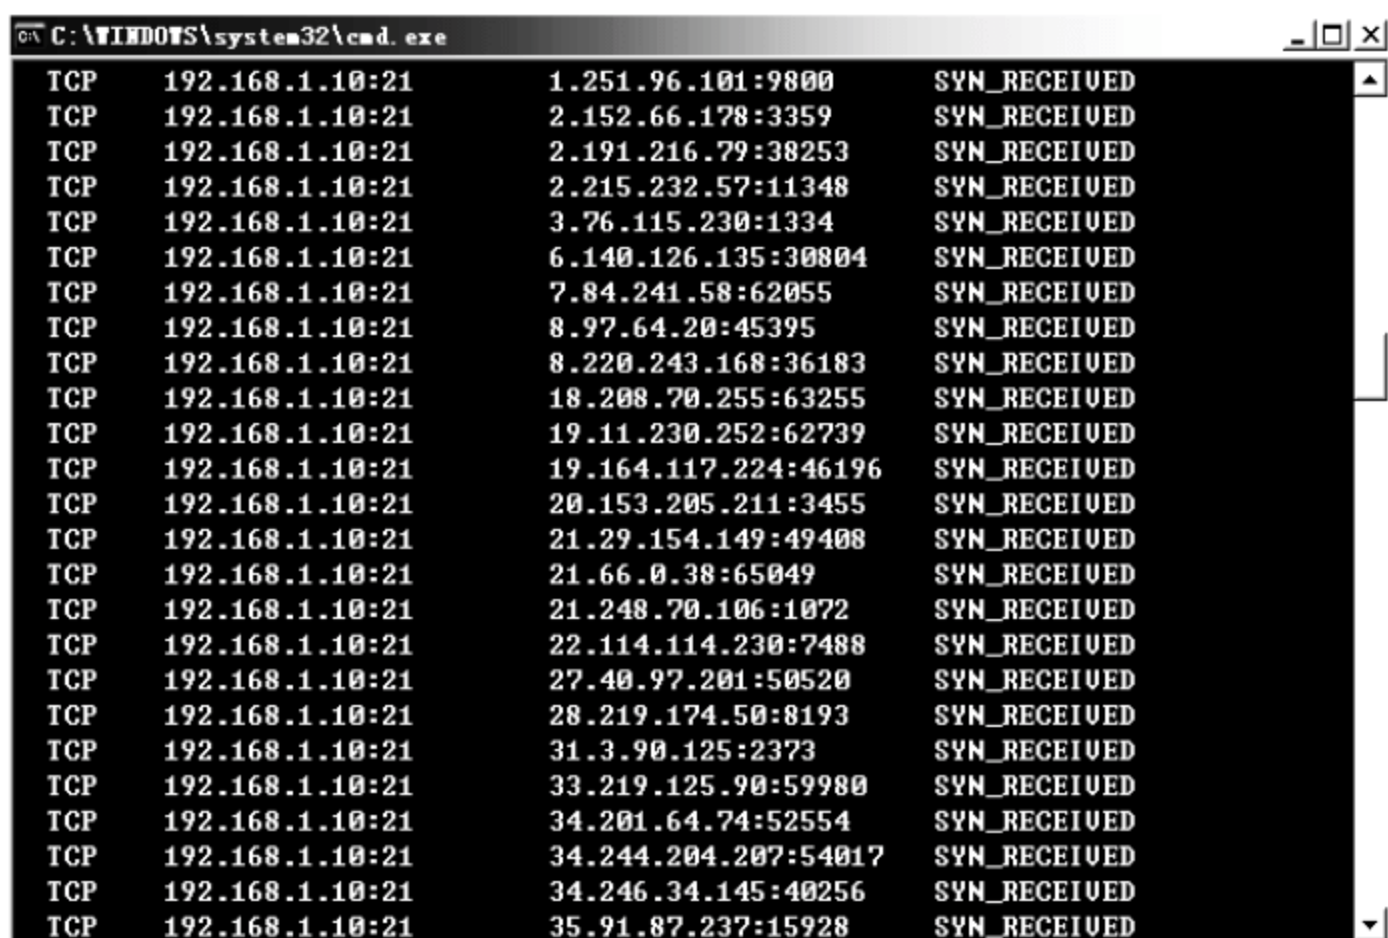 C:\WINDOWS\system32\cmd.exe
TCP 192.168.1.10:21 1.251.96.101:9800 SYN_RECEIVED
TCP 192.168.1.10:21 2.152.66.178:3359 SYN_RECEIVED
TCP 192.168.1.10:21 2.191.216.79:38253 SYN_RECEIVED
TCP 192.168.1.10:21 2.215.232.57:11348 SYN_RECEIVED
TCP 192.168.1.10:21 3.76.115.230:1334 SYN_RECEIVED
TCP 192.168.1.10:21 6.140.126.135:30804 SYN_RECEIVED
TCP 192.168.1.10:21 7.84.241.58:62055 SYN_RECEIVED
TCP 192.168.1.10:21 8.97.64.20:45395 SYN_RECEIVED
TCP 192.168.1.10:21 8.220.243.168:36183 SYN_RECEIVED
TCP 192.168.1.10:21 18.208.70.255:63255 SYN_RECEIVED
TCP 192.168.1.10:21 19.11.230.252:62739 SYN_RECEIVED
TCP 192.168.1.10:21 19.164.117.224:46196 SYN_RECEIVED
TCP 192.168.1.10:21 20.153.205.211:3455 SYN_RECEIVED
TCP 192.168.1.10:21 21.29.154.149:49408 SYN_RECEIVED
TCP 192.168.1.10:21 21.66.0.38:65049 SYN_RECEIVED
TCP 192.168.1.10:21 21.248.70.106:1072 SYN_RECEIVED
TCP 192.168.1.10:21 22.114.114.230:7488 SYN_RECEIVED
TCP 192.168.1.10:21 27.40.97.201:50520 SYN_RECEIVED
TCP 192.168.1.10:21 28.219.174.50:8193 SYN_RECEIVED
TCP 192.168.1.10:21 31.3.90.125:2373 SYN_RECEIVED
TCP 192.168.1.10:21 33.219.125.90:59980 SYN_RECEIVED
TCP 192.168.1.10:21 34.201.64.74:52554 SYN_RECEIVED
TCP 192.168.1.10:21 34.244.204.207:54017 SYN_RECEIVED
TCP 192.168.1.10:21 34.246.34.145:40256 SYN_RECEIVED
TCP 192.168.1.10:21 35.91.87.237:15928 SYN_RECEIVED